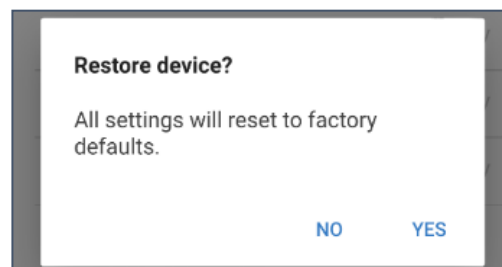 Restore device?
All settings will reset to factory
defaults.
NO YES